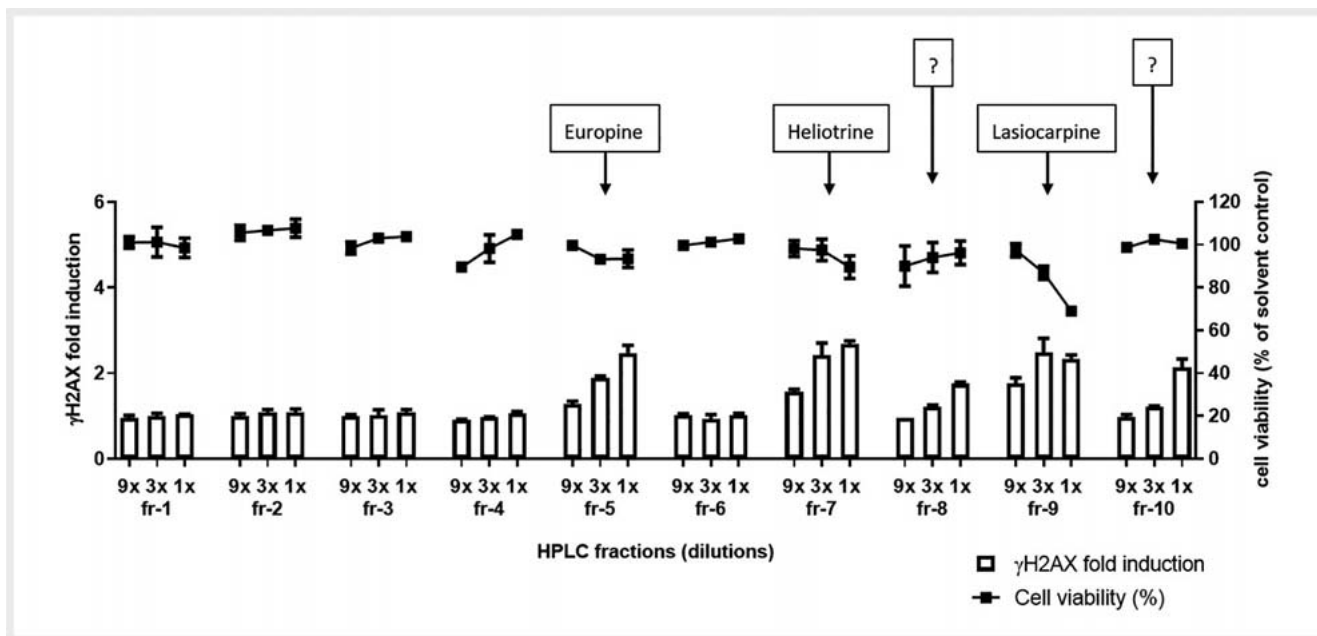 ?
?
Europine
Heliotrine
Lasiocarpine
6
4
2
0
γH2AX fold induction
120
100
80
60
40
20
0
cell viability (% of solvent control)
9x 3x 1x
fr-1
9x 3x 1x
fr-2
9x 3x 1x
fr-3
9x 3x 1x
fr-4
9x 3x 1x
fr-5
9x 3x 1x
fr-6
9x 3x 1x
fr-7
9x 3x 1x
fr-8
9x 3x 1x
fr-9
9x 3x 1x
fr-10
HPLC fractions (dilutions)
γH2AX fold induction
Cell viability (%)